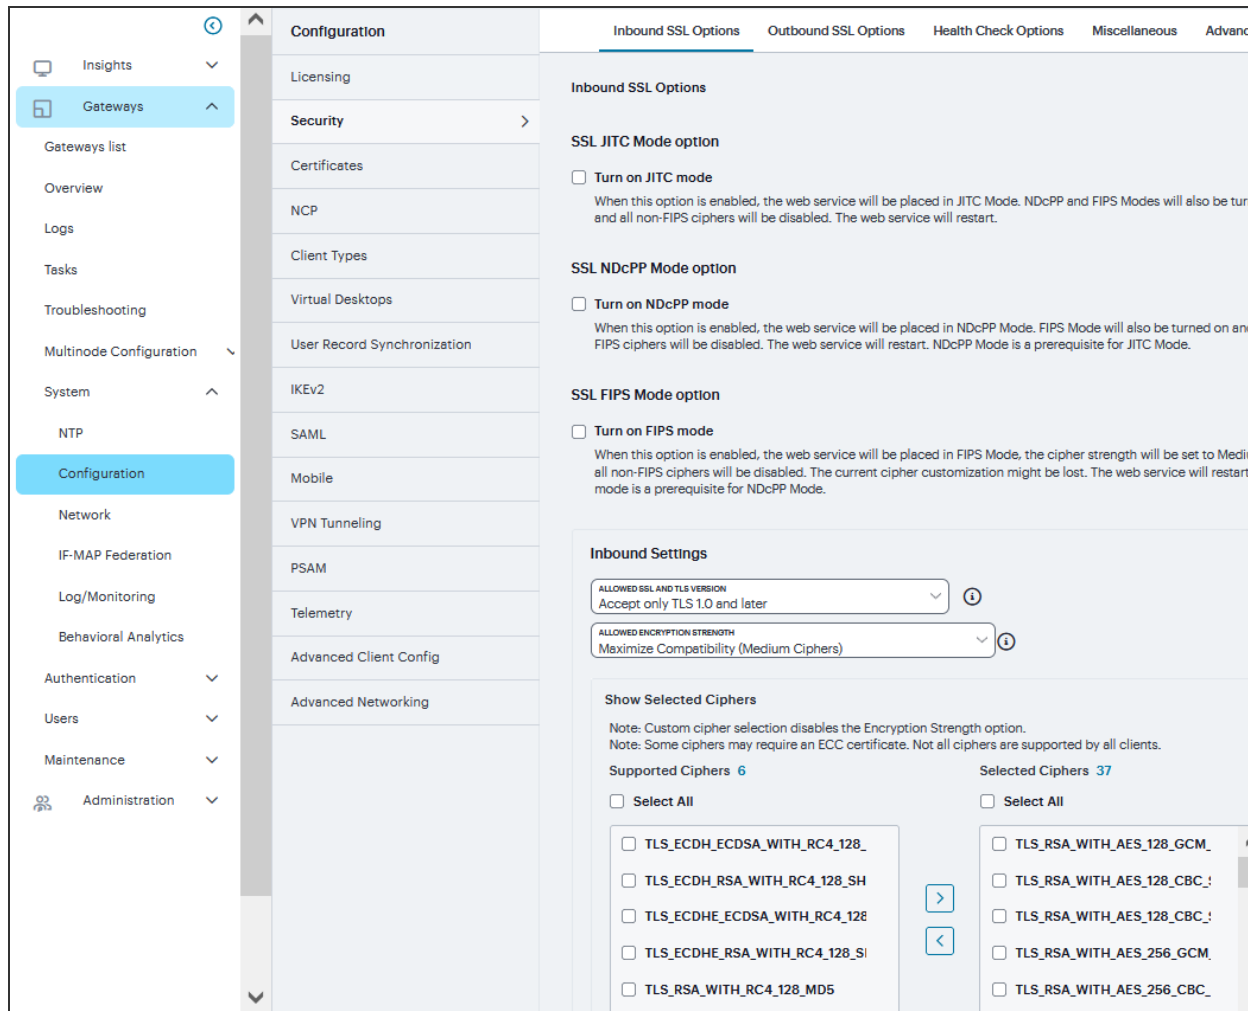 Insights
Gateways
Gateways list
Overview
Logs
Tasks
Troubleshooting
Multinode Configuration
System
NTP
Configuration
Network
IF-MAP Federation
Log/Monitoring
Behavioral Analytics
Authentication
Users
Maintenance
Administration
Configuration
Licensing
Security
Certificates
NCP
Client Types
Virtual Desktops
User Record Synchronization
IKEv2
SAML
Mobile
VPN Tunneling
PSAM
Telemetry
Advanced Client Config
Advanced Networking
Inbound SSL Options Outbound SSL Options Health Check Options Miscellaneous Advanc
Inbound SSL Options
SSL JITC Mode option
Turn on JITC mode
When this option is enabled, the web service will be placed in JITC Mode. NDcPP and FIPS Modes will also be tur
and all non-FIPS ciphers will be disabled. The web service will restart.
SSL NDcPP Mode option
Turn on NDcPP mode
When this option is enabled, the web service will be placed in NDcPP Mode. FIPS Mode will also be turned on and
FIPS ciphers will be disabled. The web service will restart. NDcPP Mode is a prerequisite for JITC Mode.
SSL FIPS Mode option
Turn on FIPS mode
When this option is enabled, the web service will be placed in FIPS Mode, the cipher strength will be set to Mediu
all non-FIPS ciphers will be disabled. The current cipher customization might be lost. The web service will restart
mode is a prerequisite for NDcPP Mode.
Inbound Settings
ALLOWED SSL AND TLS VERSION
Accept only TLS 1.0 and later
ALLOWED ENCRYPTION STRENGTH
Maximize Compatibility (Medium Ciphers)
Show Selected Ciphers
Note: Custom cipher selection disables the Encryption Strength option.
Note: Some ciphers may require an ECC certificate. Not all ciphers are supported by all clients.
Supported Ciphers 6
Select All
TLS_ECDH_ECDSA_WITH_RC4_128_
TLS_ECDH_RSA_WITH_RC4_128_SH
TLS_ECDHE_ECDSA_WITH_RC4_128
TLS_ECDHE_RSA_WITH_RC4_128_S
TLS_RSA_WITH_RC4_128_MD5
Selected Ciphers 37
Select All
TLS_RSA_WITH_AES_128_GCM_
TLS_RSA_WITH_AES_128_CBC_S
TLS_RSA_WITH_AES_128_CBC_S
TLS_RSA_WITH_AES_256_GCM_
TLS_RSA_WITH_AES_256_CBC_